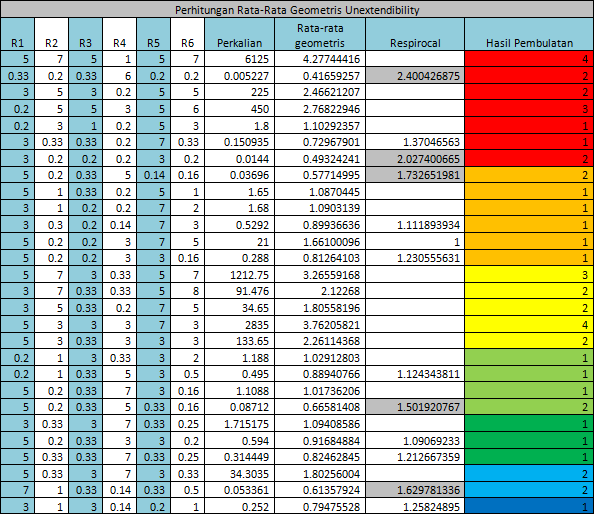 Perhitungan Rata-Rata Geometris Unextendibility
R1 R2 R3 R4 R5 R6 Perkalian Rata-rata geometris Respirocal Hasil Pembulatan
5 7 5 1 5 7 6125 4.27744416 4
0.33 0.2 0.33 6 0.2 0.2 0.005227 0.41659257 2.400426875 2
3 5 3 0.2 5 5 225 2.46621207 2
0.2 5 5 3 5 6 450 2.76822946 3
0.2 3 1 0.2 5 3 1.8 1.10292357 1
3 0.33 0.33 0.2 7 0.33 0.150935 0.72967901 1.37046563 1
3 0.2 0.2 0.2 3 0.2 0.0144 0.49324241 2.027400665 2
5 0.2 0.33 5 0.14 0.16 0.03696 0.57714995 1.732651981 2
5 1 0.33 0.2 5 1 1.65 1.0870445 1
3 1 0.2 0.2 7 2 1.68 1.0903139 1
3 0.3 0.2 0.14 7 3 0.5292 0.89936636 1.111893934 1
5 0.2 0.2 3 7 5 21 1.66100096 1 1
5 0.2 0.2 3 3 0.16 0.288 0.81264103 1.230555631 1
5 7 3 0.33 5 7 1212.75 3.26559168 3
3 7 0.33 0.33 5 8 91.476 2.12268 2
3 5 0.33 0.2 7 5 34.65 1.80558196 2
5 3 3 3 7 3 2835 3.76205821 4
5 3 0.33 3 3 3 133.65 2.26114368 2
0.2 1 3 0.33 3 2 1.188 1.02912803 1
0.2 1 0.33 5 3 0.5 0.495 0.88940766 1.124343811 1
5 0.2 0.33 7 3 0.16 1.1088 1.01736206 1
5 0.2 0.33 5 0.33 0.16 0.08712 0.66581408 1.501920767 2
3 0.33 0.33 7 3 0.25 1.715175 1.09408586 1
5 0.2 0.33 3 3 0.2 0.594 0.91684884 1.09069233 1
5 0.33 0.33 7 0.33 0.25 0.314449 0.82462845 1.212667359 1
5 0.33 3 7 3 0.33 34.3035 1.80256004 2
7 1 0.33 0.14 0.33 0.5 0.053361 0.61357924 1.629781336 2
3 1 3 0.14 0.2 1 0.252 0.79475528 1.25824895 1